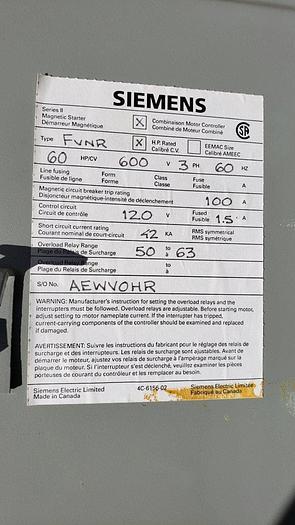 SIEMENS
Series II
Magnetic Starter
Démarreur Magnétique
X
Combinaison Motor Controller
Combiné de Moteur Combiné
Type FVNR
X
H.P. Rated
Calibré C.V.
EEMAC Size
Calibré AMEEC
60 HP/CV 600 V 3 PH 60 HZ
Line fusing
Fusible de ligne
Form
Forme
Class
Classe
Fuse
Fusible
A
Magnetic circuit breaker trip rating
Disjoncteur magnétique-intensité de déclenchement
100 A
Control circuit
Circuit de contrôle
120 V
Fused
Fusible
1.5 A
Short circuit current rating
Courant nominal de court-circuit
42 KA
RMS symmetrical
RMS symétrique
Overload Relay Range
Plage du Relais de Surcharge
50 to
à 63
Overload Relay Range
Plage du Relais de Surcharge
to
à
S/O No. AEWVOHR
WARNING: Manufacturer's instruction for setting the overload relays and the
interrupters must be followed. Overload relays are adjustable. Before starting motor,
adjust setting to motor nameplate current. If the interrupter has tripped,
current-carrying components of the controller should be examined and replaced
if damaged.
AVERTISSEMENT: Suivre les instructions du fabricant pour le réglage des relais de
surcharge et des interrupteurs. Les relais de surcharge sont ajustables. Avant de
démarrer le moteur, ajustez vos relais de surcharge à l'ampérage marqué sur la
plaque du moteur. Si l'interrupteur s'est déclenché, veuillez examiner les pièces
porteuses de courant du contrôleur et les remplacer au besoin.
Siemens Electric Limited
Made in Canada
4C-6156-02
Siemens Electric Limitée
Fabriqué au Canada